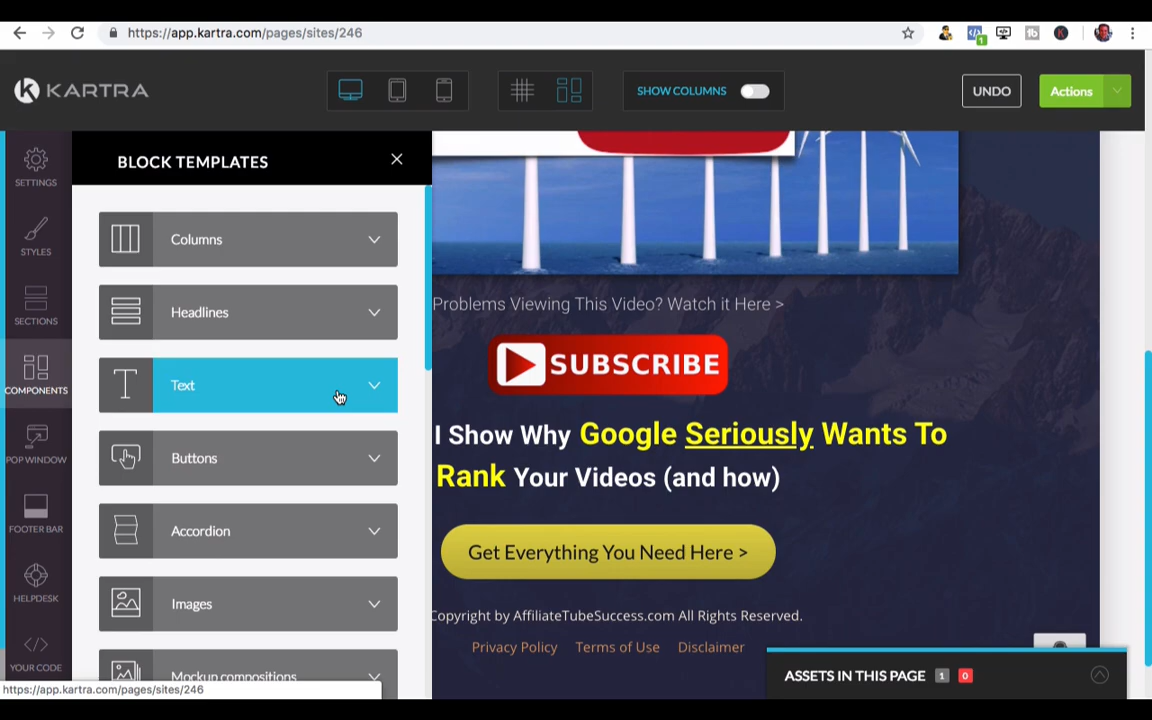 https://app.kartra.com/pages/sites/246
1
KARTRA
SHOW COLUMNS
UNDO
Actions
SETTINGS
STYLES
SECTIONS
COMPONENTS
POP WINDOW
FOOTER BAR
HELPDESK
YOUR CODE
BLOCK TEMPLATES
Columns
Headlines
Text
Buttons
Accordion
Images
Mockup compositions
Problems Viewing This Video? Watch it Here >
SUBSCRIBE
I Show Why Google Seriously Wants To
Rank Your Videos (and how)
Get Everything You Need Here >
Copyright by AffiliateTubeSuccess.com All Rights Reserved.
Privacy Policy Terms of Use Disclaimer
ASSETS IN THIS PAGE 1 0
https://app.kartra.com/pages/sites/246